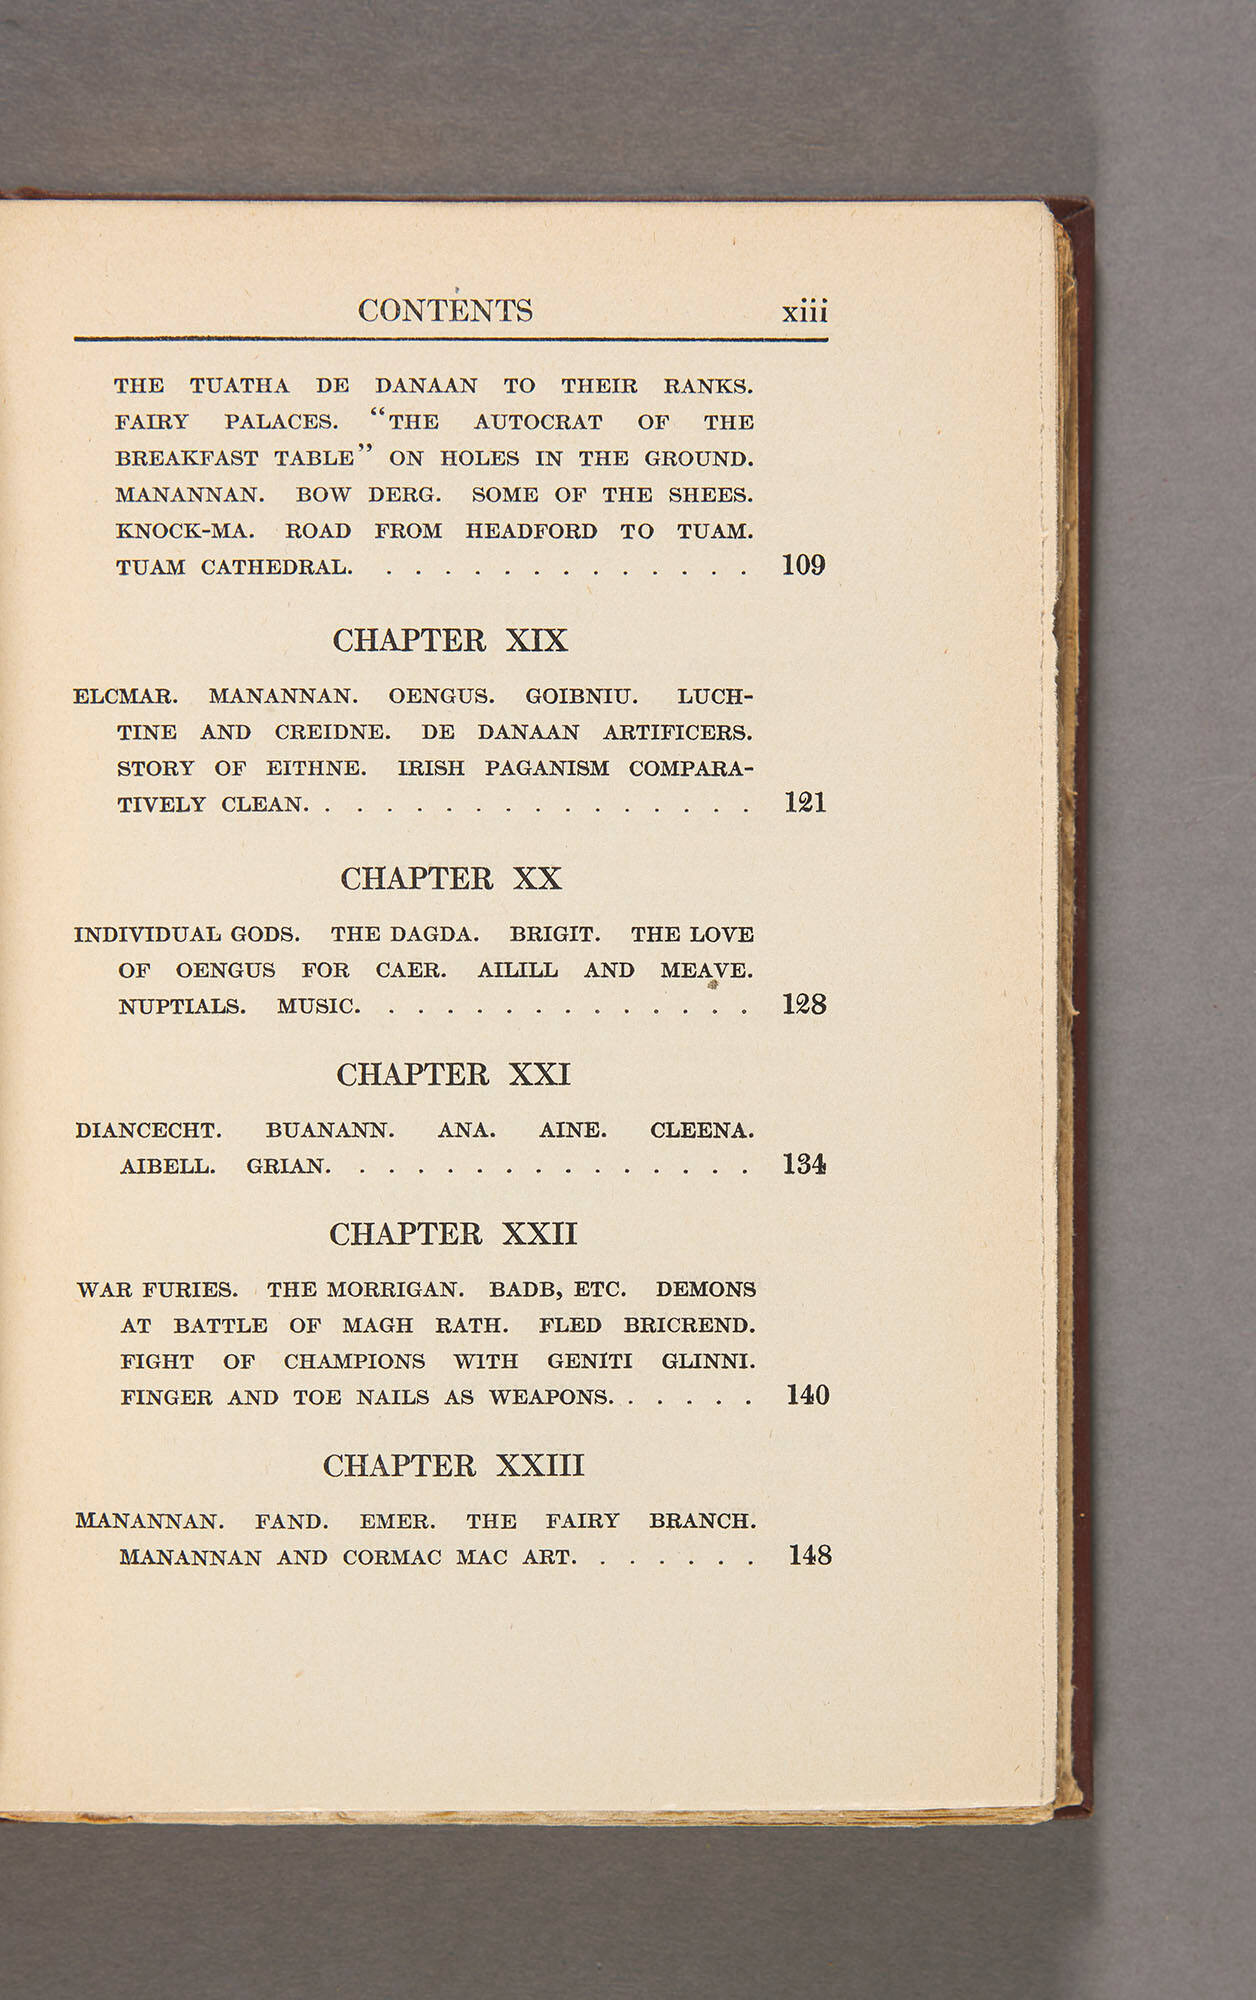 CONTENTS xiii
THE TUATHA DE DANAAN TO THEIR RANKS.
FAIRY PALACES. “THE AUTOCRAT OF THE
BREAKFAST TABLE” ON HOLES IN THE GROUND.
MANANNAN. BOW DERG. SOME OF THE SHEES.
KNOCK-MA. ROAD FROM HEADFORD TO TUAM.
TUAM CATHEDRAL. . . . . . . . . . . . . . 109
CHAPTER XIX
ELCMAR. MANANNAN. OENGUS. GOIBNIU. LUCH-
TINE AND CREIDNE. DE DANAAN ARTIFICERS.
STORY OF EITHNE. IRISH PAGANISM COMPARA-
TIVELY CLEAN. . . . . . . . . . . . . . . . 121
CHAPTER XX
INDIVIDUAL GODS. THE DAGDA. BRIGIT. THE LOVE
OF OENGUS FOR CAER. AILILL AND MEAVE.
NUPTIALS. MUSIC. . . . . . . . . . . . . . 128
CHAPTER XXI
DIANCECHT. BUANANN. ANA. AINE. CLEENA.
AIBELL. GRIAN. . . . . . . . . . . . . . . 134
CHAPTER XXII
WAR FURIES. THE MORRIGAN. BADB, ETC. DEMONS
AT BATTLE OF MAGH RATH. FLED BRICREND.
FIGHT OF CHAMPIONS WITH GENITI GLINNI.
FINGER AND TOE NAILS AS WEAPONS. . . . . . 140
CHAPTER XXIII
MANANNAN. FAND. EMER. THE FAIRY BRANCH.
MANANNAN AND CORMAC MAC ART. . . . . . . 148